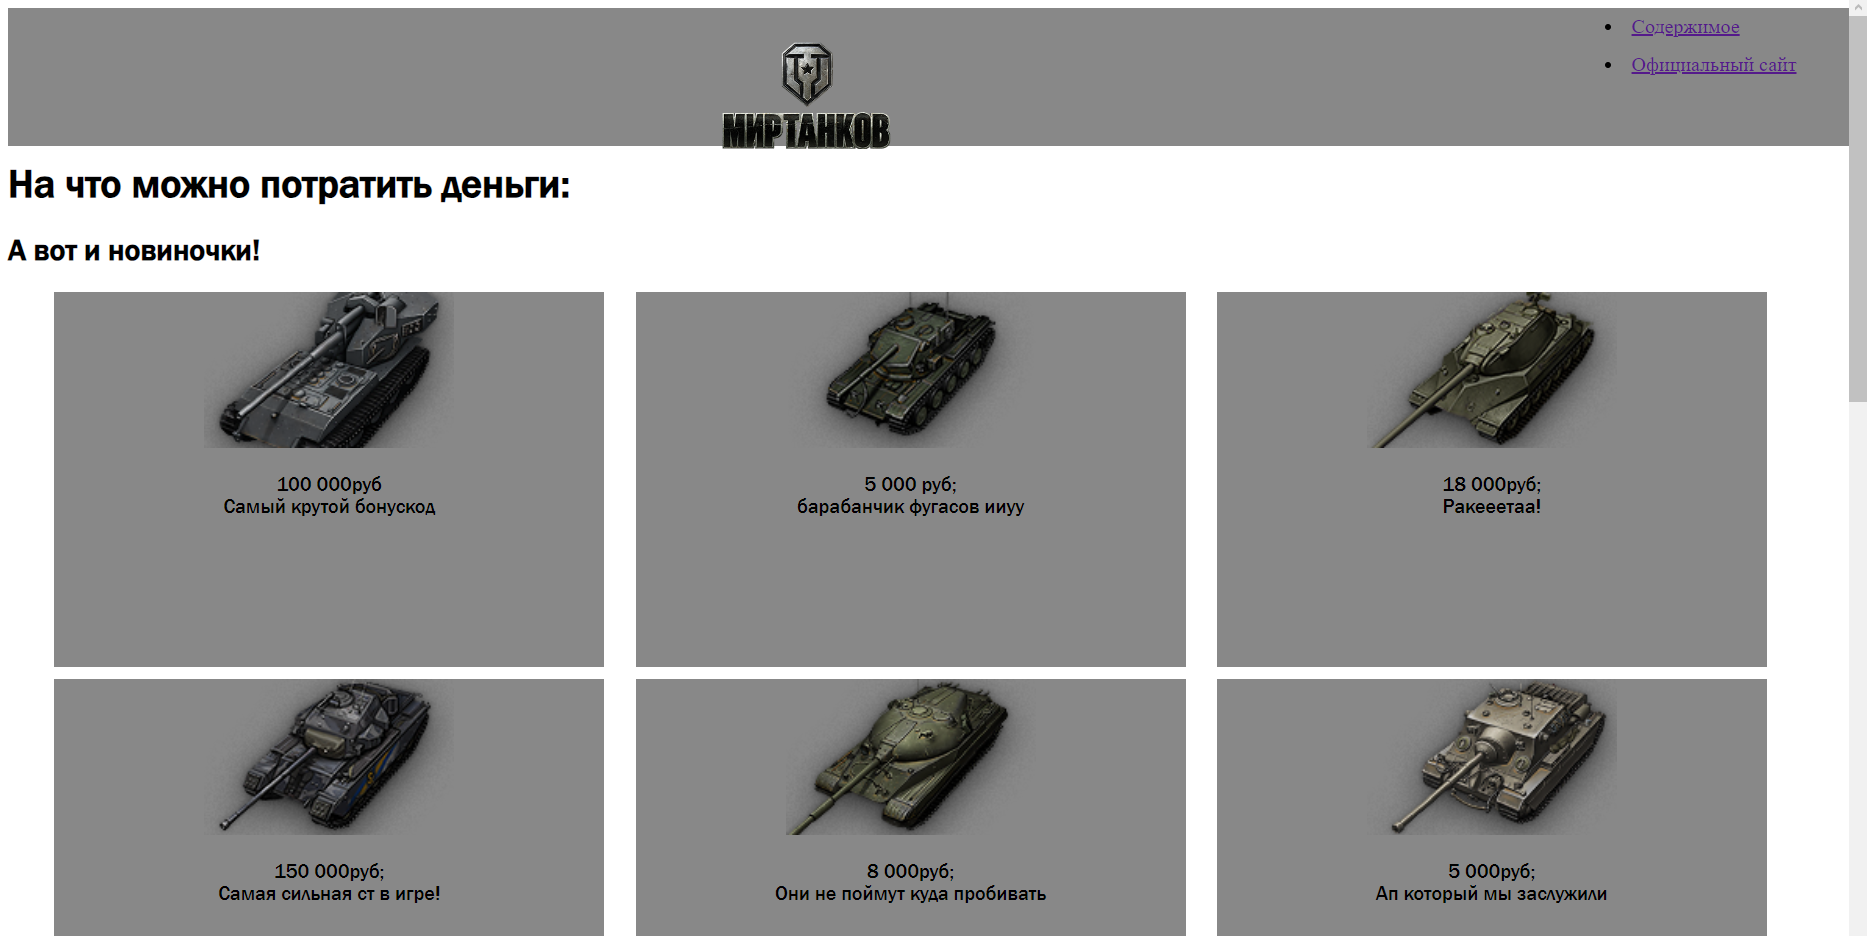 Содержимое
Официальный сайт
МИР ТАНКОВ
На что можно потратить деньги:
А вот и новиночки!
100 000руб
Самый крутой бонускод
5 000 руб;
барабанчик фугасов ииуу
18 000руб;
Ракееетаа!
150 000руб;
Самая сильная ст в игре!
8 000руб;
Они не поймут куда пробивать
5 000руб;
Ап который мы заслужили